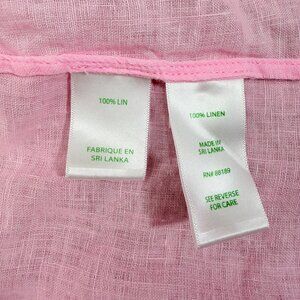 100% LIN
FABRIQUE EN
SRI LANKA
100% LINEN
MADE IN
SRI LANKA
RN# 88189
SEE REVERSE
FOR CARE